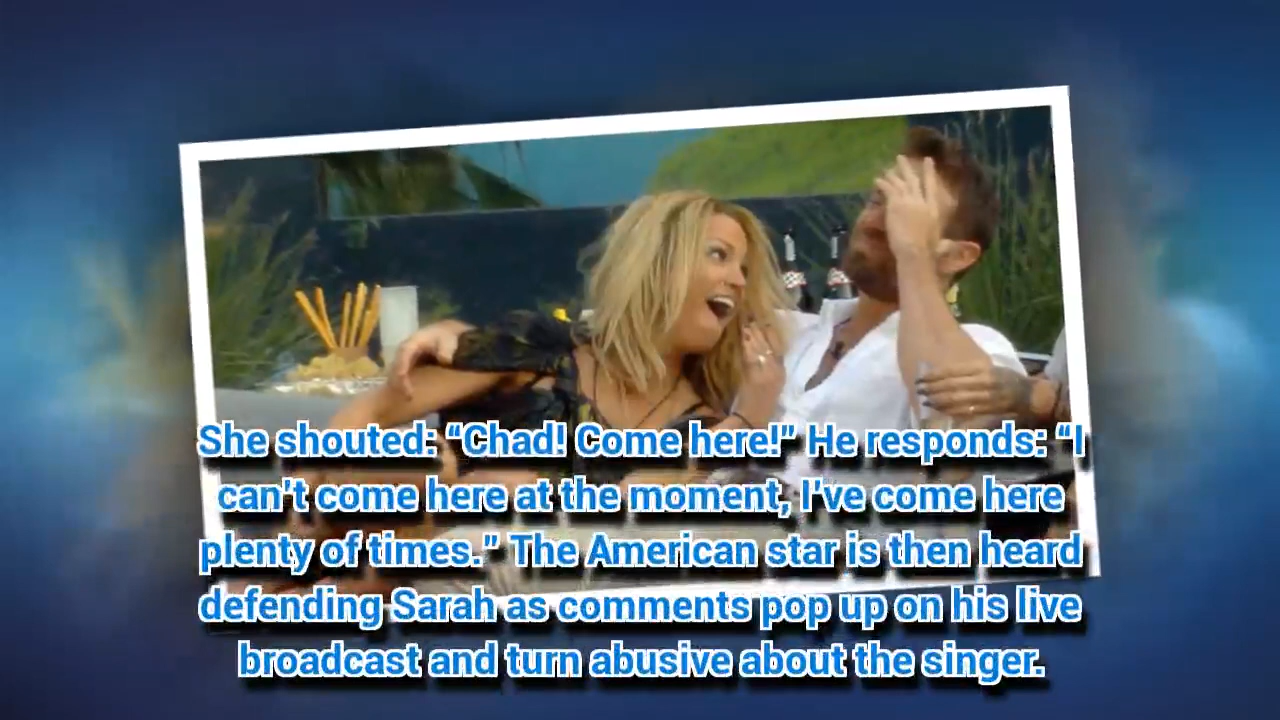 She shouted: “Chad! Come here!” He responds: “I
can’t come here at the moment, I’ve come here
plenty of times.” The American star is then heard
defending Sarah as comments pop up on his live
broadcast and turn abusive about the singer.